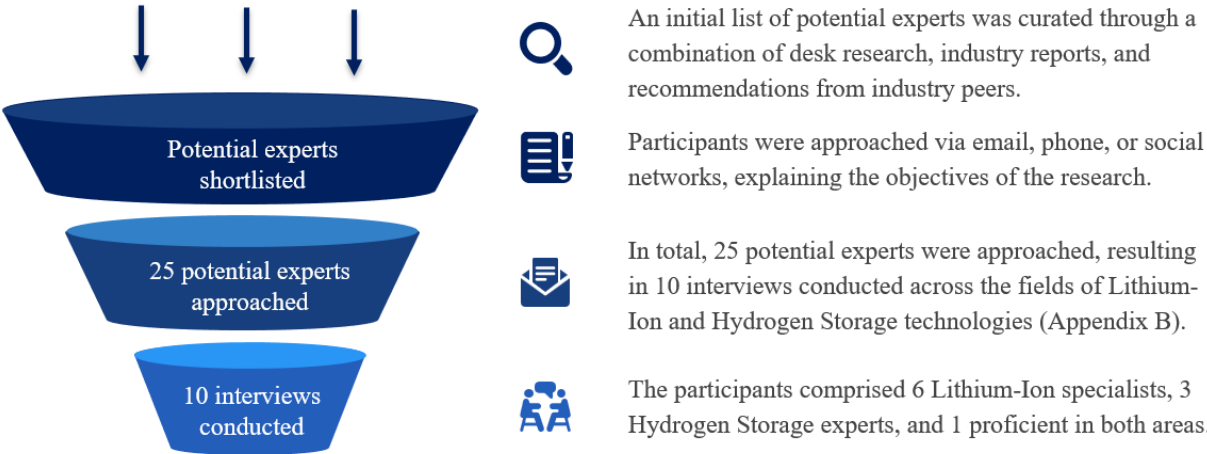 Potential experts
shortlisted
25 potential experts
approached
10 interviews
conducted
An initial list of potential experts was curated through a
combination of desk research, industry reports, and
recommendations from industry peers.
Participants were approached via email, phone, or social
networks, explaining the objectives of the research.
In total, 25 potential experts were approached, resulting
in 10 interviews conducted across the fields of Lithium-
Ion and Hydrogen Storage technologies (Appendix B).
The participants comprised 6 Lithium-Ion specialists, 3
Hydrogen Storage experts, and 1 proficient in both areas.